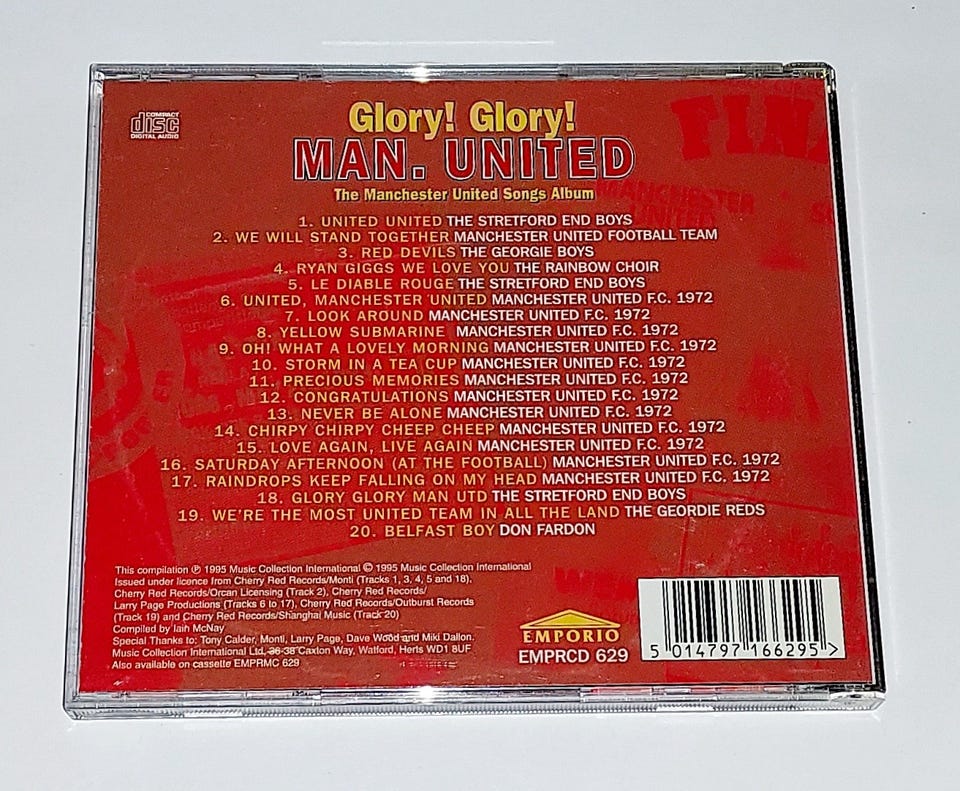 COMPACT
disc
DIGITAL AUDIO
Glory! Glory!
MAN. UNITED
The Manchester United Songs Album
FINA
MANCHESTER
UNITED
1. UNITED UNITED THE STRETFORD END BOYS
2. WE WILL STAND TOGETHER MANCHESTER UNITED FOOTBALL TEAM
3. RED DEVILS THE GEORGIE BOYS
4. RYAN GIGGS WE LOVE YOU THE RAINBOW CHOIR
5. LE DIABLE ROUGE THE STRETFORD END BOYS
6. UNITED, MANCHESTER UNITED MANCHESTER UNITED F.C. 1972
7. LOOK AROUND MANCHESTER UNITED F.C. 1972
8. YELLOW SUBMARINE MANCHESTER UNITED F.C. 1972
9. OH! WHAT A LOVELY MORNING MANCHESTER UNITED F.C. 1972
10. STORM IN A TEA CUP MANCHESTER UNITED F.C. 1972
11. PRECIOUS MEMORIES MANCHESTER UNITED F.C. 1972
12. CONGRATULATIONS MANCHESTER UNITED F.C. 1972
13. NEVER BE ALONE MANCHESTER UNITED F.C. 1972
14. CHIRPY CHIRPY CHEEP CHEEP MANCHESTER UNITED F.C. 1972
15. LOVE AGAIN, LIVE AGAIN MANCHESTER UNITED F.C. 1972
16. SATURDAY AFTERNOON (AT THE FOOTBALL) MANCHESTER UNITED F.C. 1972
17. RAINDROPS KEEP FALLING ON MY HEAD MANCHESTER UNITED F.C. 1972
18. GLORY GLORY MAN UTD THE STRETFORD END BOYS
19. WE'RE THE MOST UNITED TEAM IN ALL THE LAND THE GEORDIE REDS
20. BELFAST BOY DON FARDON
This compilation ℗ 1995 Music Collection International © 1995 Music Collection International
Issued under licence from Cherry Red Records/Monti (Tracks 1, 3, 4, 5 and 18),
Cherry Red Records/Orcan Licensing (Track 2), Cherry Red Records/
Larry Page Productions (Tracks 6 to 17), Cherry Red Records/Outburst Records
(Track 19) and Cherry Red Records/Shanghai Music (Track 20)
Compiled by Iain McNay
Special Thanks to: Tony Calder, Monti, Larry Page, Dave Wood and Miki Dallon.
Music Collection International Ltd, 36-38 Caxton Way, Watford, Herts WD1 8UF
Also available on cassette EMPRMC 629
EMPORIO
EMPRCD 629
5 014797 166295 >